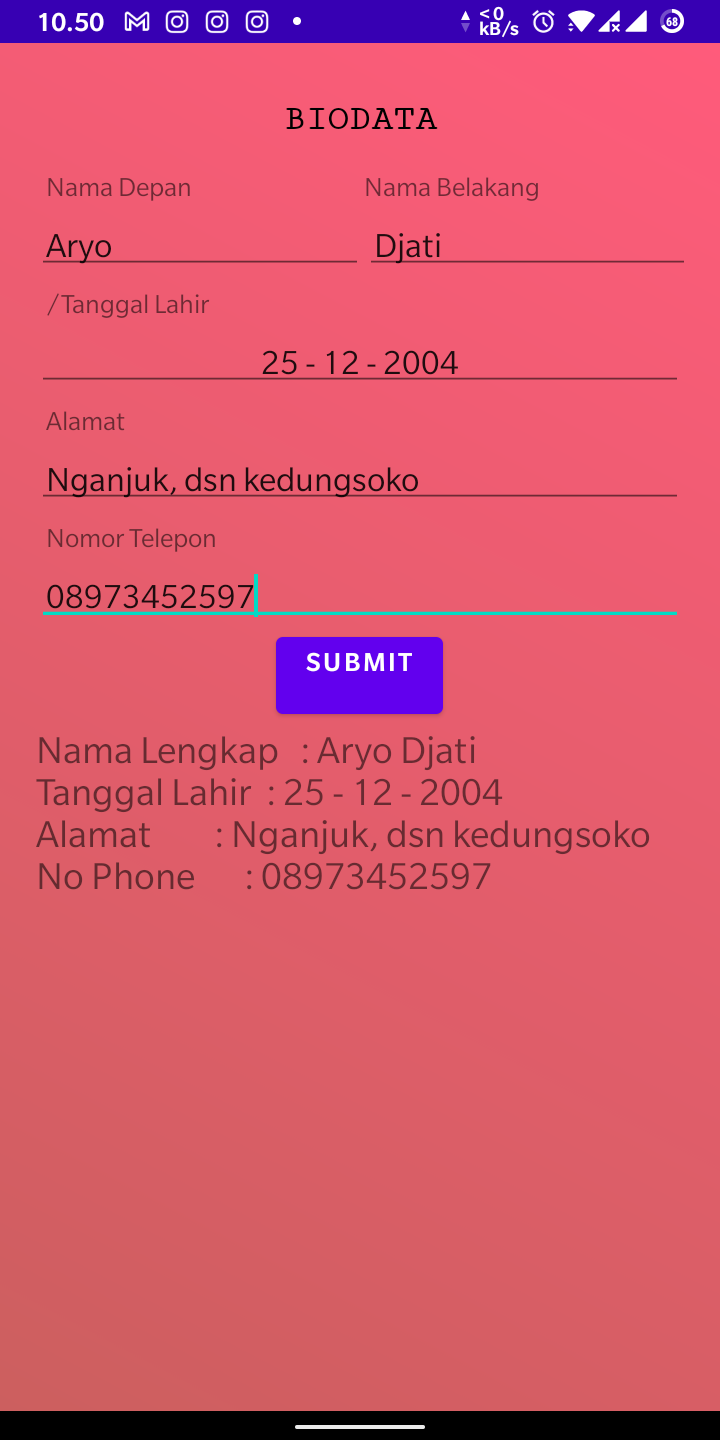 10.50 < 0 kB/s 68
BIODATA
Nama Depan Nama Belakang
Aryo Djati
/Tanggal Lahir
25 - 12 - 2004
Alamat
Nganjuk, dsn kedungsoko
Nomor Telepon
08973452597
SUBMIT
Nama Lengkap : Aryo Djati
Tanggal Lahir : 25 - 12 - 2004
Alamat : Nganjuk, dsn kedungsoko
No Phone : 08973452597